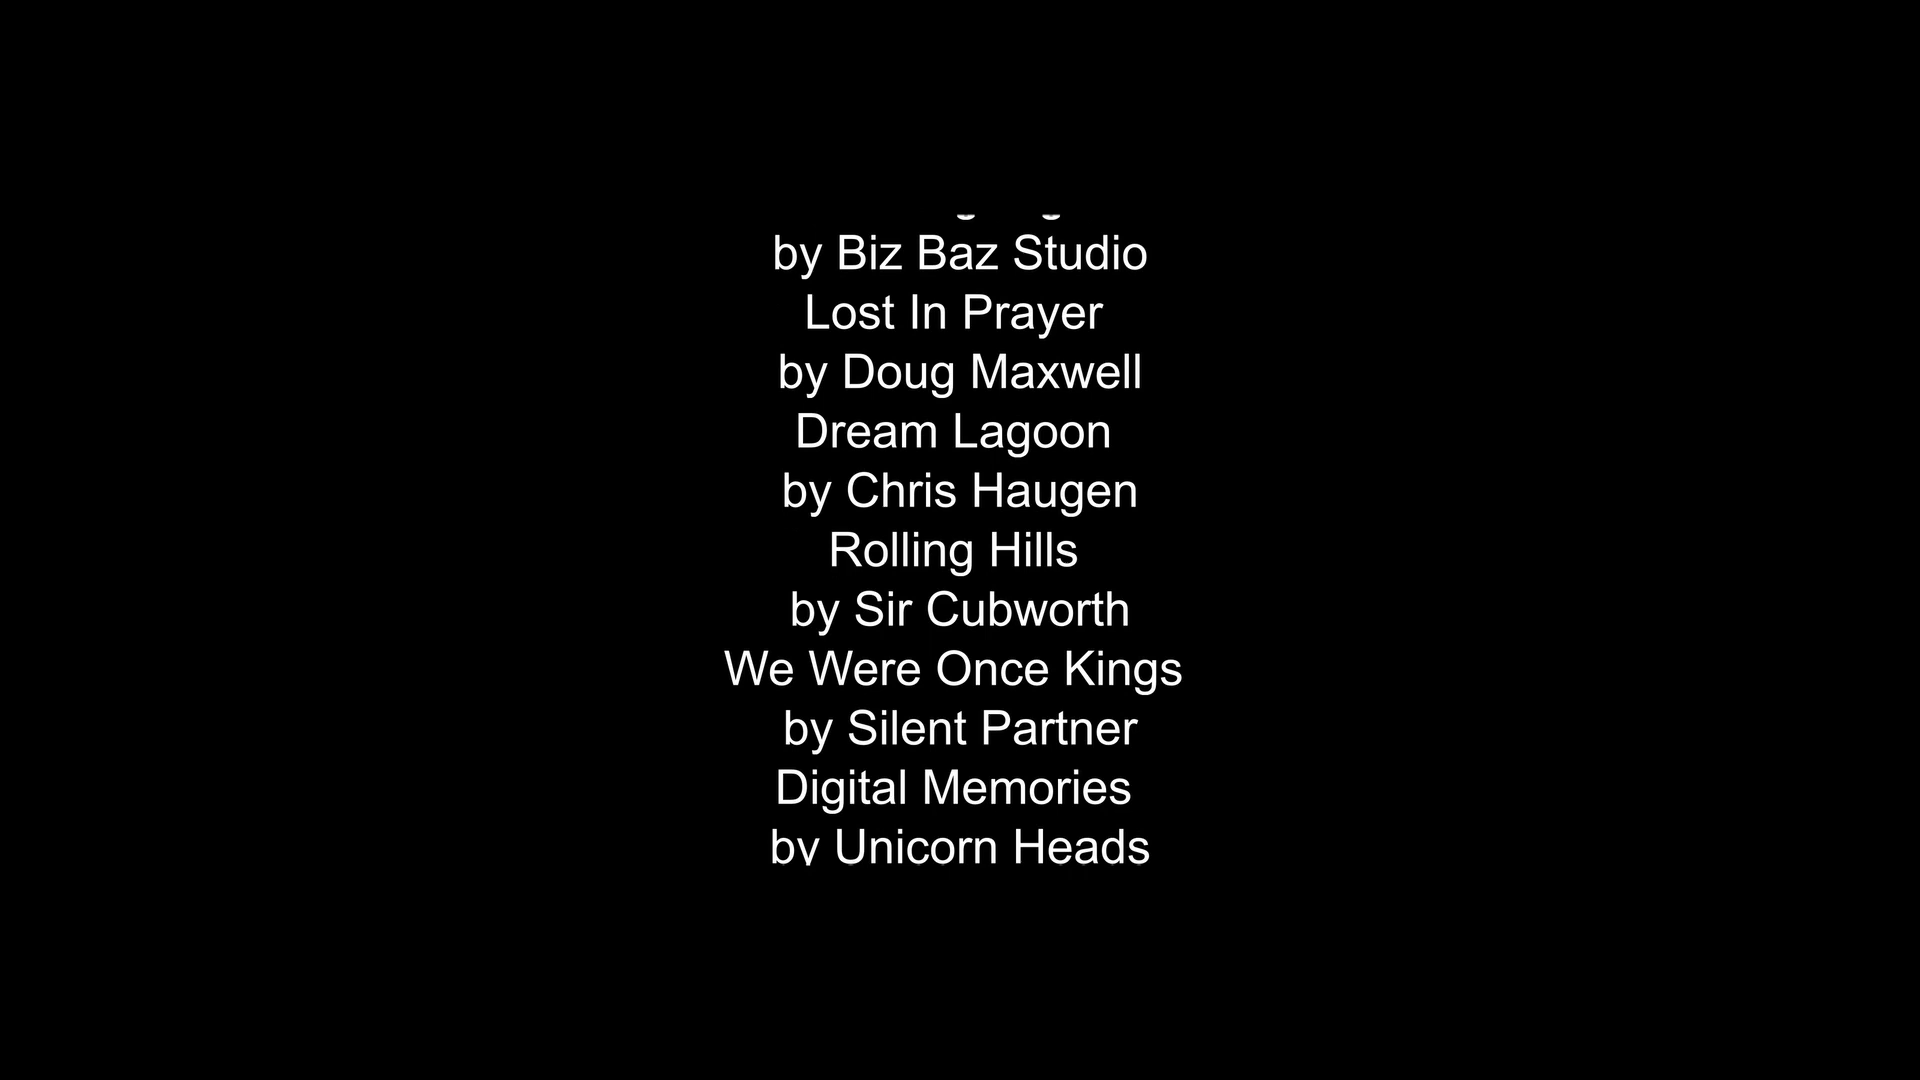 by Biz Baz Studio
Lost In Prayer
by Doug Maxwell
Dream Lagoon
by Chris Haugen
Rolling Hills
by Sir Cubworth
We Were Once Kings
by Silent Partner
Digital Memories
by Unicorn Heads